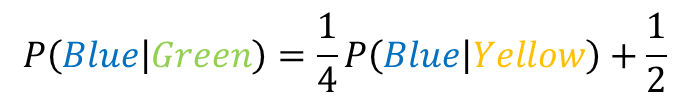 P(Blue|Green) = 1/4 P(Blue|Yellow) + 1/2